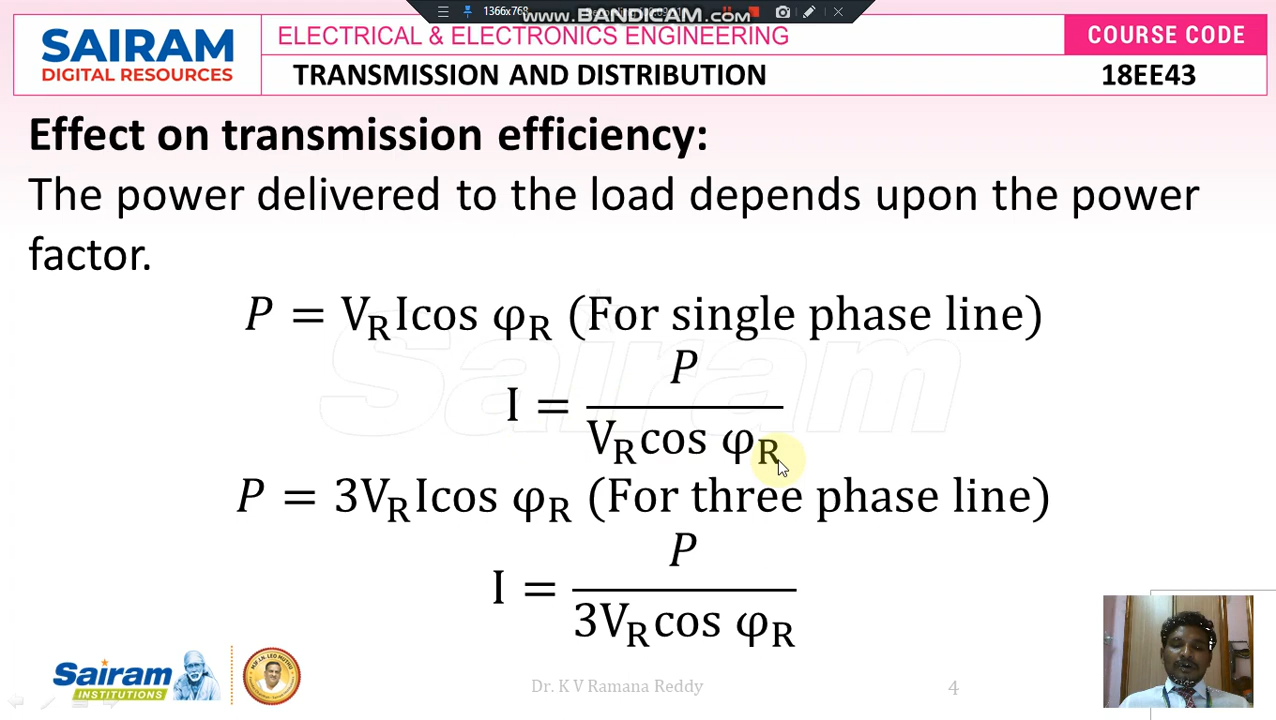 1366x768
www.BANDICAM.com
SAIRAM
DIGITAL RESOURCES
ELECTRICAL & ELECTRONICS ENGINEERING
COURSE CODE
TRANSMISSION AND DISTRIBUTION
18EE43
Effect on transmission efficiency:
The power delivered to the load depends upon the power
factor.
P = V_R I cos φ_R (For single phase line)
I = P / (V_R cos φ_R)
P = 3V_R I cos φ_R (For three phase line)
I = P / (3V_R cos φ_R)
Sairam
Sairam
INSTITUTIONS
Dr. K V Ramana Reddy
4